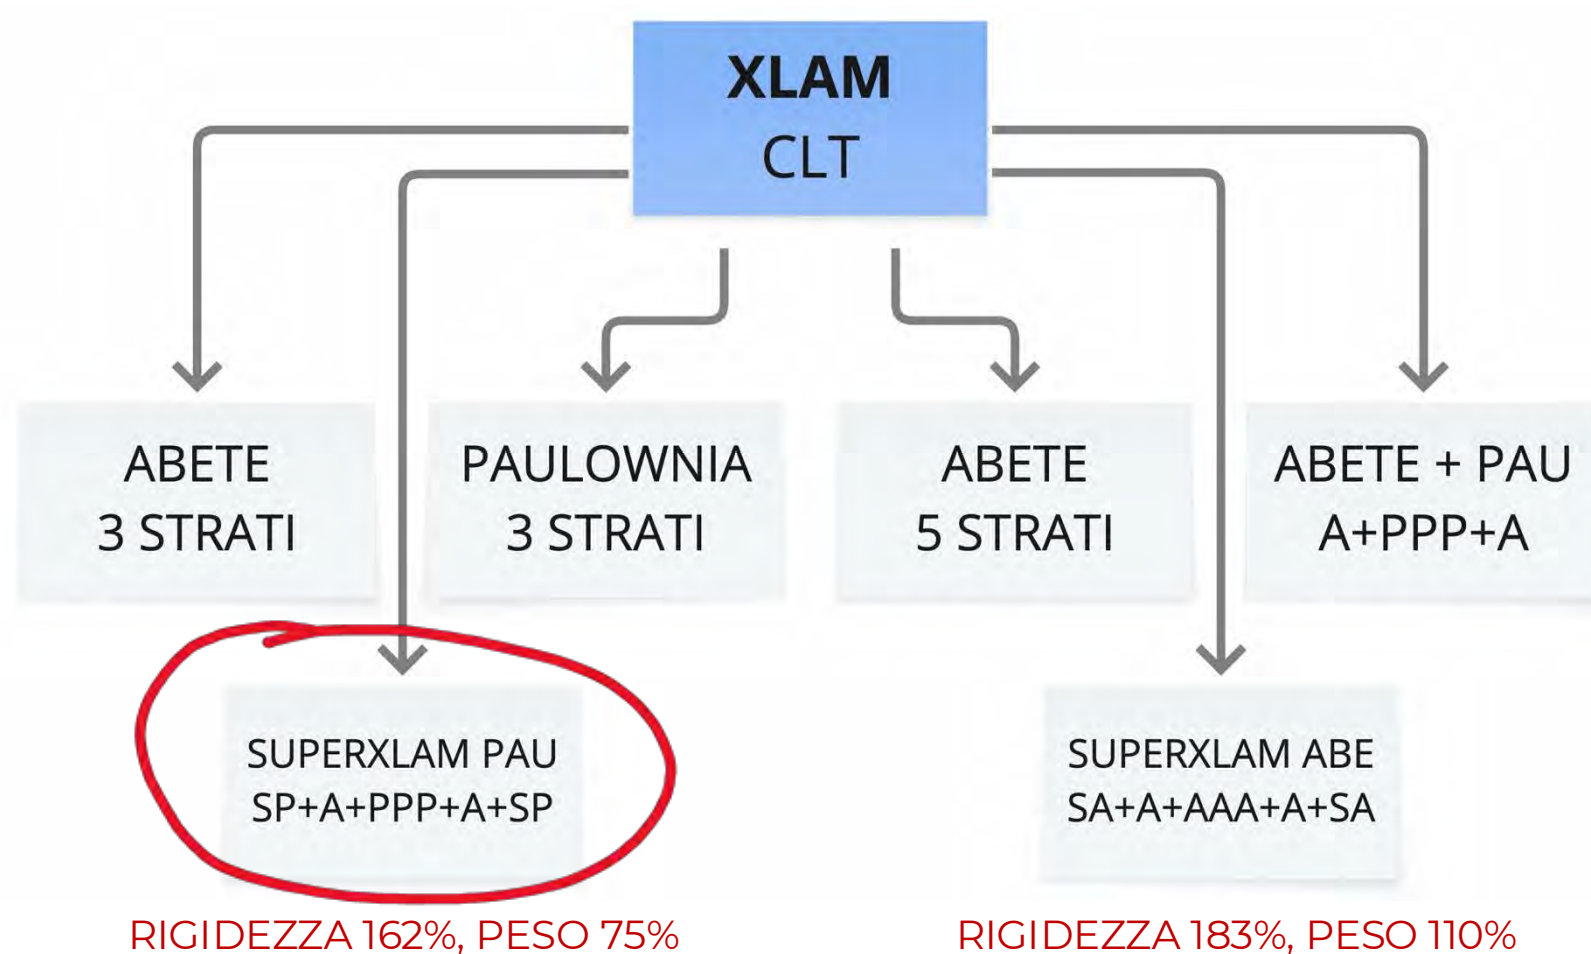 XLAM
CLT
ABETE
3 STRATI
PAULOWNIA
3 STRATI
ABETE
5 STRATI
ABETE + PAU
A+PPP+A
SUPERXLAM PAU
SP+A+PPP+A+SP
SUPERXLAM ABE
SA+A+AAA+A+SA
RIGIDEZZA 162%, PESO 75%
RIGIDEZZA 183%, PESO 110%